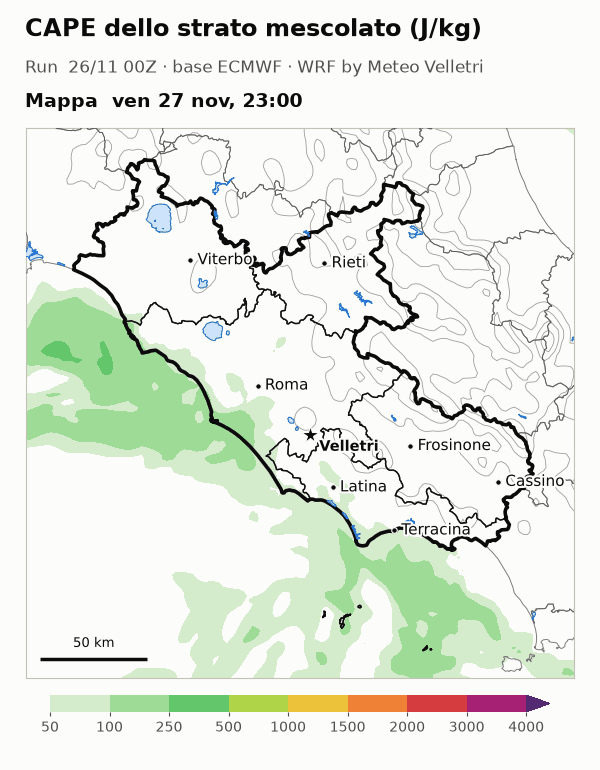 CAPE dello strato mescolato (J/kg)
Run  26/11 00Z · base ECMWF · WRF by Meteo Velletri
Mappa  ven 27 nov, 23:00
Viterbo
Rieti
Roma
Velletri
Frosinone
Cassino
Latina
Terracina
50 km
50 100 250 500 1000 1500 2000 3000 4000